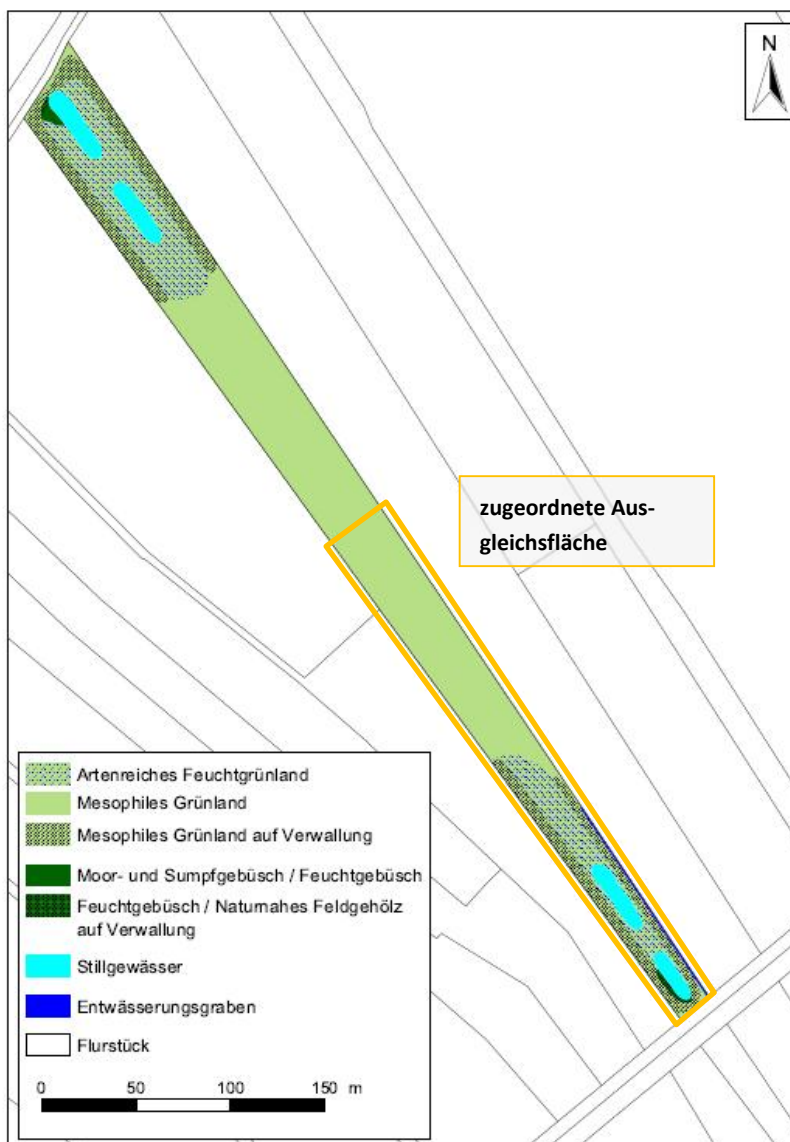 N
zugeordnete Aus-
gleichsfläche
Artenreiches Feuchtgrünland
Mesophiles Grünland
Mesophiles Grünland auf Verwallung
Moor- und Sumpfgebüsch / Feuchtgebüsch
Feuchtgebüsch / Naturnahes Feldgehölz
auf Verwallung
Stillgewässer
Entwässerungsgraben
Flurstück
0 50 100 150 m